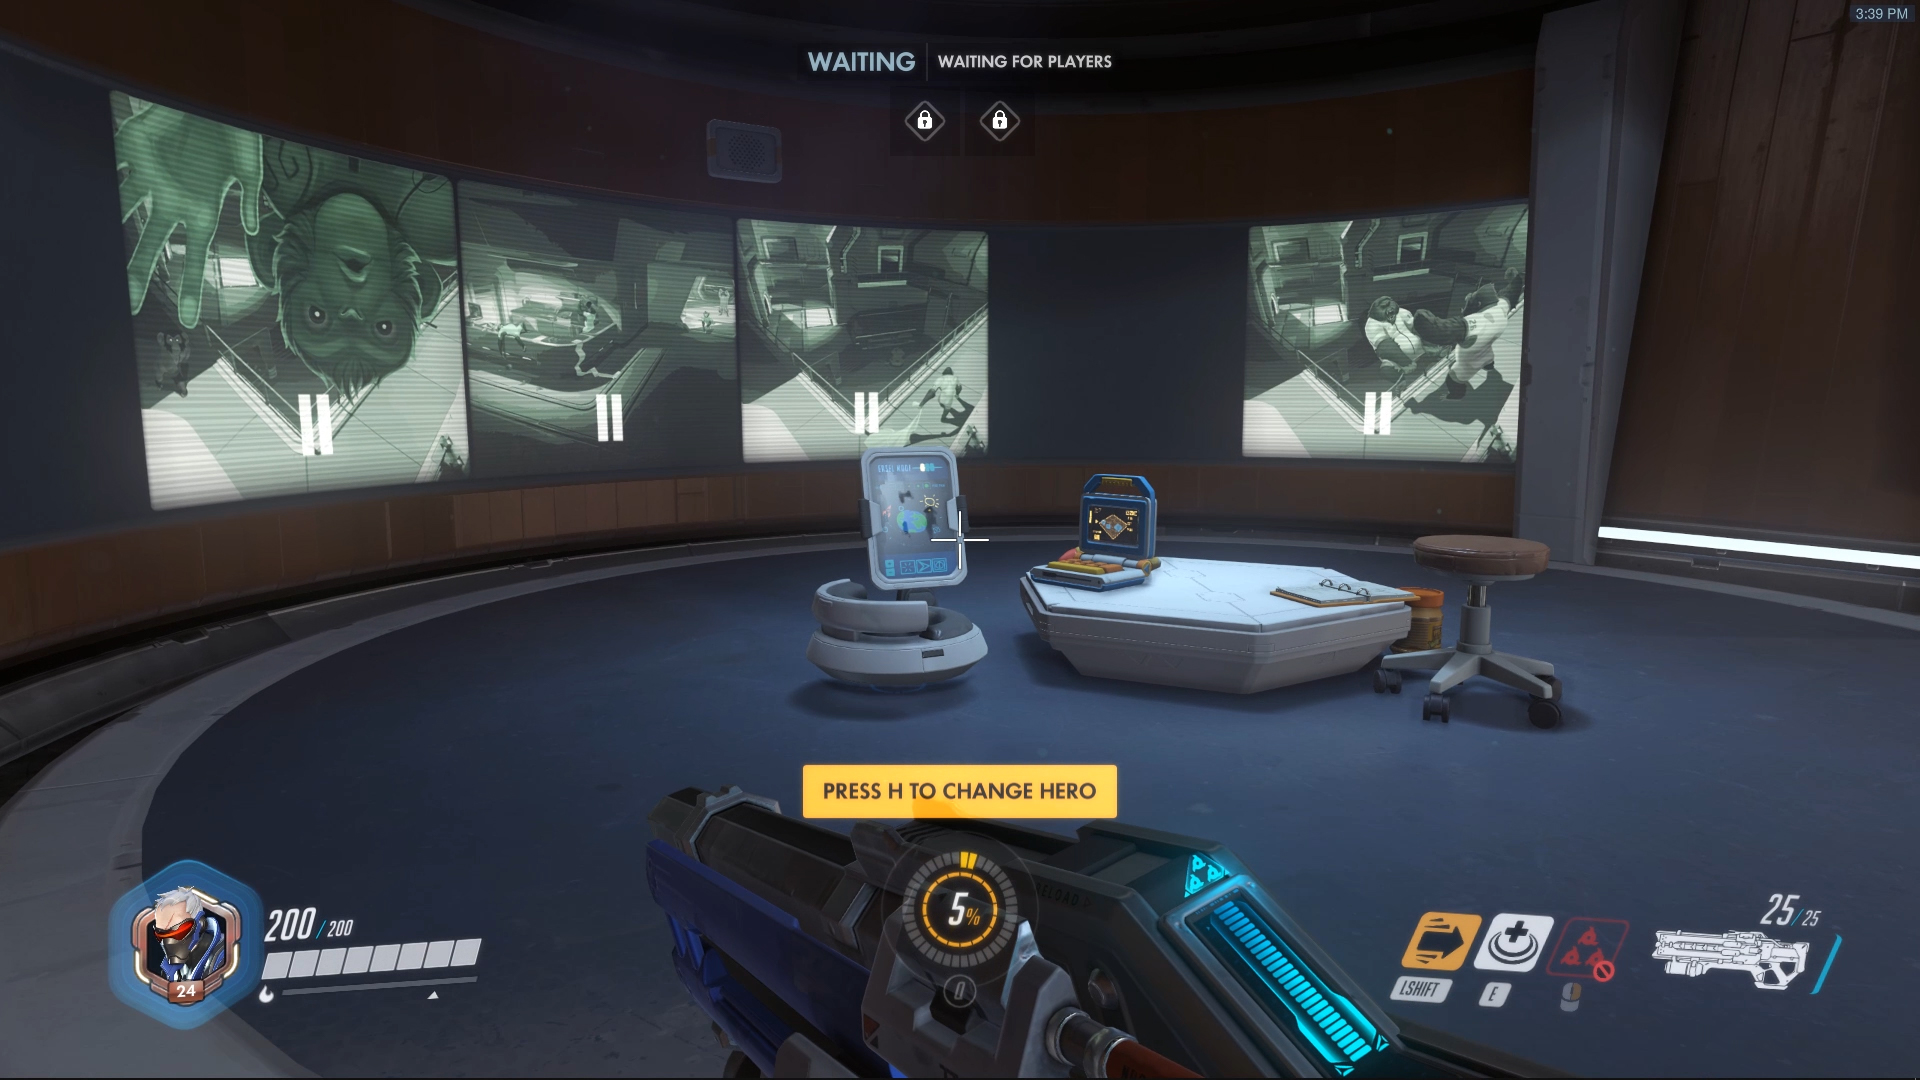 3:39 PM
WAITING
WAITING FOR PLAYERS
PRESS H TO CHANGE HERO
5%
Q
24
200/200
25/25
LSHIFT
E